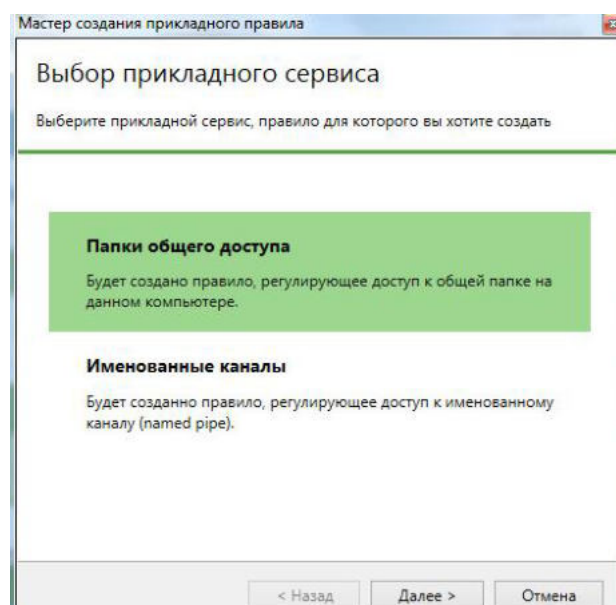 Мастер создания прикладного правила
Выбор прикладного сервиса
Выберите прикладной сервис, правило для которого вы хотите создать
Папки общего доступа
Будет создано правило, регулирующее доступ к общей папке на
данном компьютере.
Именованные каналы
Будет созданно правило, регулирующее доступ к именованному
каналу (named pipe).
< Назад Далее > Отмена